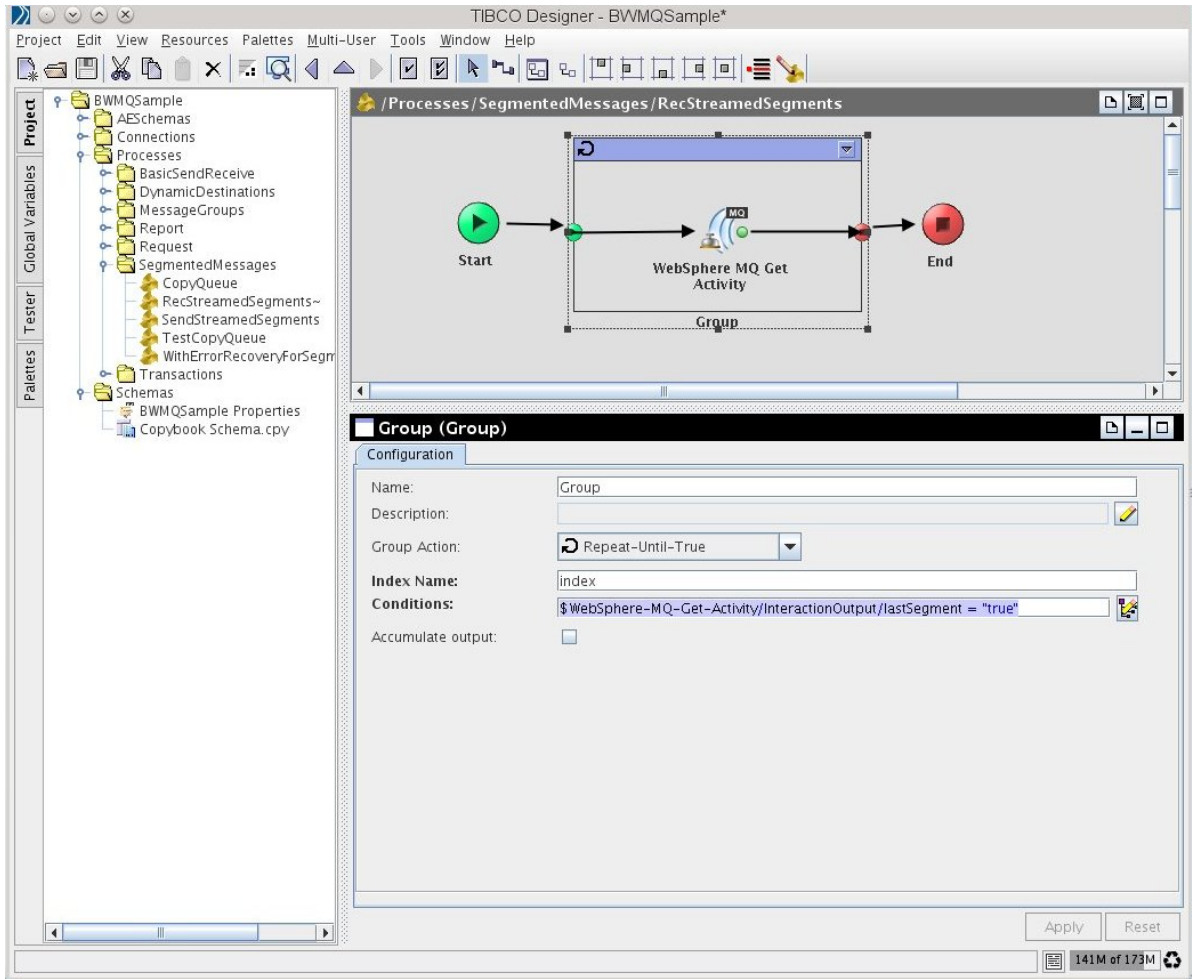 TIBCO Designer - BWMQSample*
Project Edit View Resources Palettes Multi-User Tools Window Help
Project
Global Variables
Tester
Palettes
BWMQSample
AESchemas
Connections
Processes
BasicSendReceive
DynamicDestinations
MessageGroups
Report
Request
SegmentedMessages
CopyQueue
RecStreamedSegments~
SendStreamedSegments
TestCopyQueue
WithErrorRecoveryForSegm
Transactions
Schemas
BWMQSample Properties
Copybook Schema.cpy
/Processes/SegmentedMessages/RecStreamedSegments
MQ
Start
WebSphere MQ Get
Activity
End
Group
Group (Group)
Configuration
Name: Group
Description:
Group Action: Repeat-Until-True
Index Name: index
Conditions: $WebSphere-MQ-Get-Activity/InteractionOutput/lastSegment = "true"
Accumulate output:
Apply Reset
141M of 173M